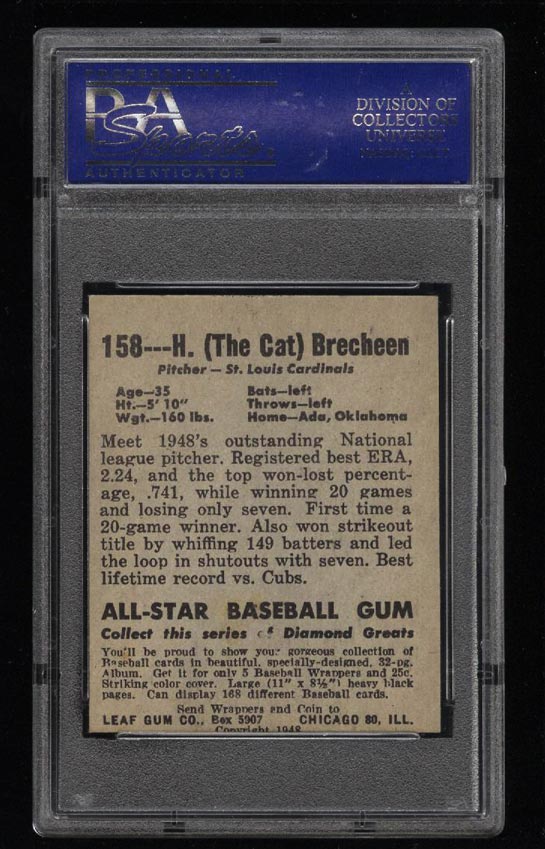 PROFESSIONAL
PSA
Sports
AUTHENTICATOR
A
DIVISION OF
COLLECTORS
UNIVERSE
158---H. (The Cat) Brecheen
Pitcher — St. Louis Cardinals
Age—35 Bats—left
Ht.—5' 10" Throws—left
Wgt.—160 lbs. Home—Ada, Oklahoma
Meet 1948's outstanding National
league pitcher. Registered best ERA,
2.24, and the top won-lost percent-
age, .741, while winning 20 games
and losing only seven. First time a
20-game winner. Also won strikeout
title by whiffing 149 batters and led
the loop in shutouts with seven. Best
lifetime record vs. Cubs.
ALL-STAR BASEBALL GUM
Collect this series of Diamond Greats
You'll be proud to show your gorgeous collection of
Baseball cards in beautiful, specially-designed, 32-pg.
Album. Get it for only 5 Baseball Wrappers and 25c.
Striking color cover. Large (11" x 8½") heavy black
pages. Can display 168 different Baseball cards.
Send Wrappers and Coin to
LEAF GUM CO., Box 5907 CHICAGO 80, ILL.
Copyright 1948